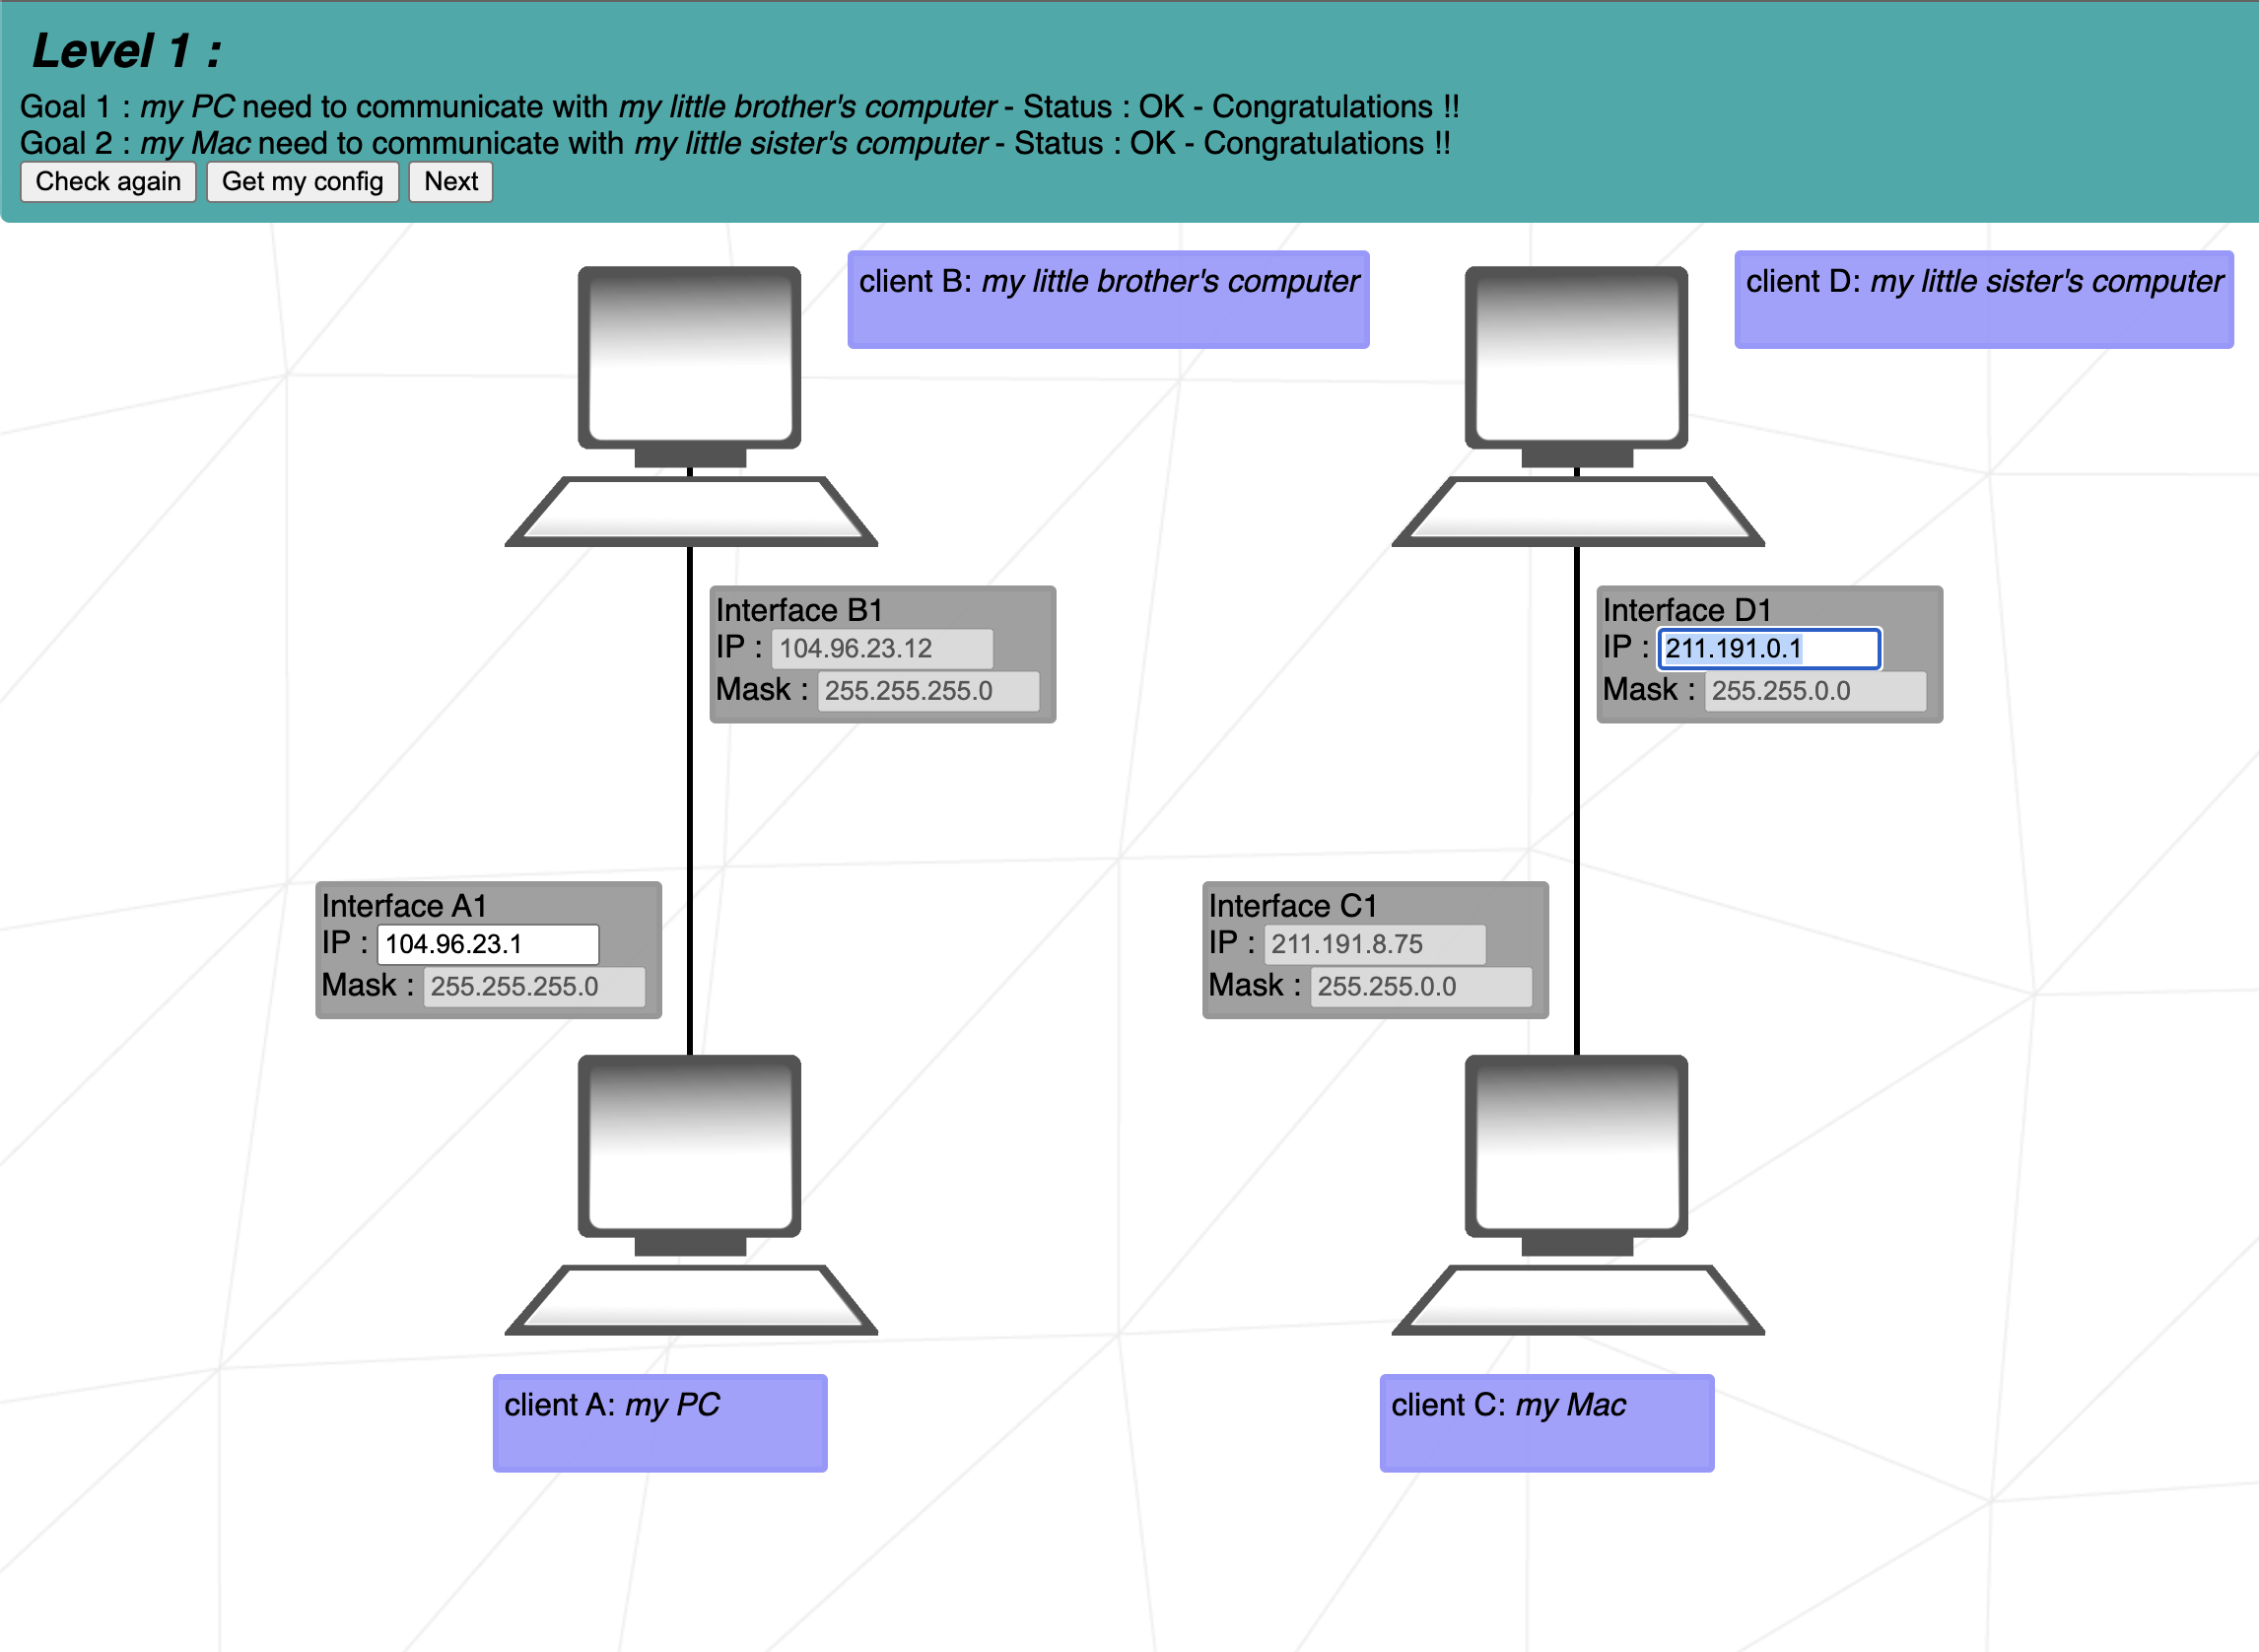 Level 1 :
Goal 1 : my PC need to communicate with my little brother's computer - Status : OK - Congratulations !!
Goal 2 : my Mac need to communicate with my little sister's computer - Status : OK - Congratulations !!
Check again Get my config Next
client B: my little brother's computer
client D: my little sister's computer
Interface B1
IP : 104.96.23.12
Mask : 255.255.255.0
Interface D1
IP : 211.191.0.1
Mask : 255.255.0.0
Interface A1
IP : 104.96.23.1
Mask : 255.255.255.0
Interface C1
IP : 211.191.8.75
Mask : 255.255.0.0
client A: my PC
client C: my Mac